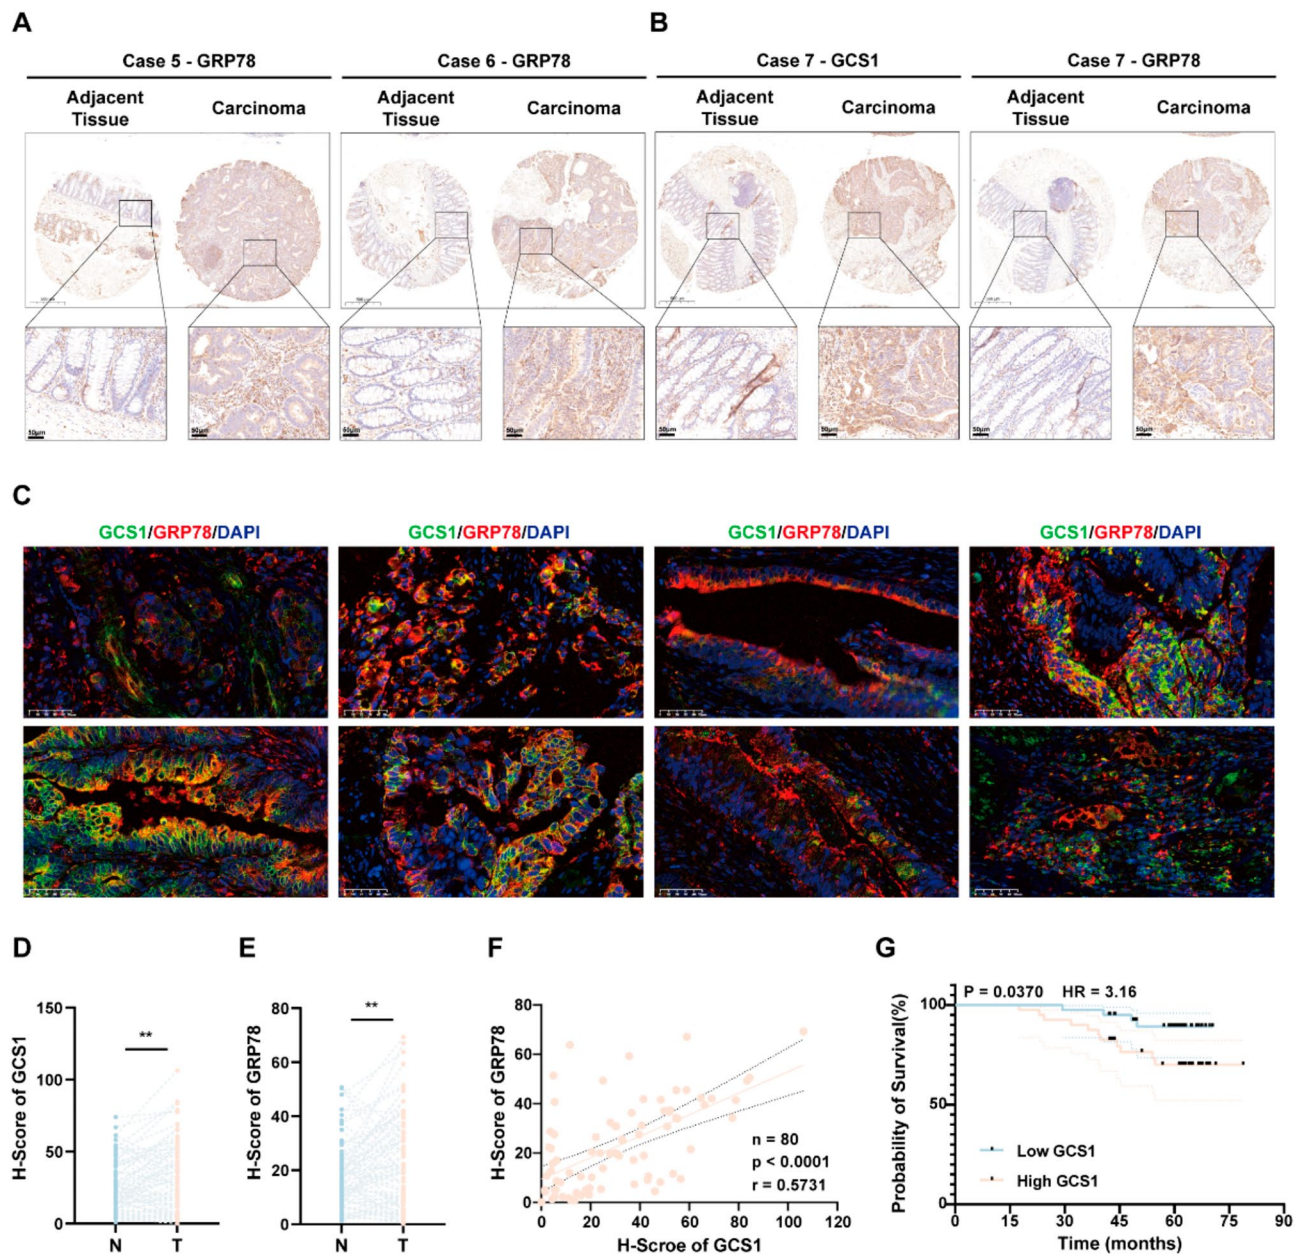 A
B
Case 5 - GRP78
Case 6 - GRP78
Case 7 - GCS1
Case 7 - GRP78
Adjacent
Tissue
Carcinoma
Adjacent
Tissue
Carcinoma
Adjacent
Tissue
Carcinoma
Adjacent
Tissue
Carcinoma
50μm
50μm
50μm
50μm
50μm
50μm
50μm
50μm
C
GCS1/GRP78/DAPI
GCS1/GRP78/DAPI
GCS1/GRP78/DAPI
GCS1/GRP78/DAPI
D
H-Score of GCS1
150
100
50
0
**
N
T
E
H-Score of GRP78
80
60
40
20
0
**
N
T
F
H-Score of GRP78
80
60
40
20
0
n = 80
p < 0.0001
r = 0.5731
0
20
40
60
80
100
120
H-Scroe of GCS1
G
Probability of Survival(%)
P = 0.0370
HR = 3.16
100
50
0
Low GCS1
High GCS1
0
15
30
45
60
75
90
Time (months)